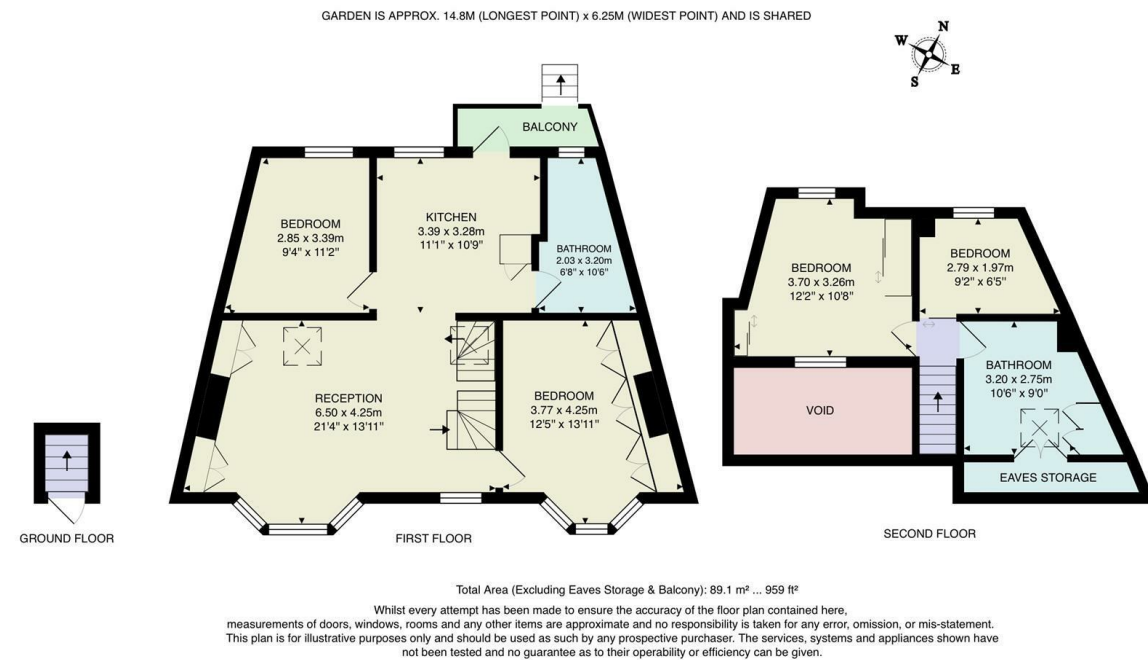 GARDEN IS APPROX. 14.8M (LONGEST POINT) x 6.25M (WIDEST POINT) AND IS SHARED
N
W
E
S
BALCONY
BEDROOM
2.85 x 3.39m
9'4" x 11'2"
KITCHEN
3.39 x 3.28m
11'1" x 10'9"
BATHROOM
2.03 x 3.20m
6'8" x 10'6"
RECEPTION
6.50 x 4.25m
21'4" x 13'11"
BEDROOM
3.77 x 4.25m
12'5" x 13'11"
BEDROOM
3.70 x 3.26m
12'2" x 10'8"
BEDROOM
2.79 x 1.97m
9'2" x 6'5"
BATHROOM
3.20 x 2.75m
10'6" x 9'0"
VOID
EAVES STORAGE
GROUND FLOOR
FIRST FLOOR
SECOND FLOOR
Total Area (Excluding Eaves Storage & Balcony): 89.1 m² ... 959 ft²
Whilst every attempt has been made to ensure the accuracy of the floor plan contained here,
measurements of doors, windows, rooms and any other items are approximate and no responsibility is taken for any error, omission, or mis-statement.
This plan is for illustrative purposes only and should be used as such by any prospective purchaser. The services, systems and appliances shown have
not been tested and no guarantee as to their operability or efficiency can be given.